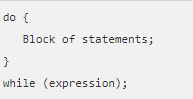 do {
   Block of statements;
}
while (expression);